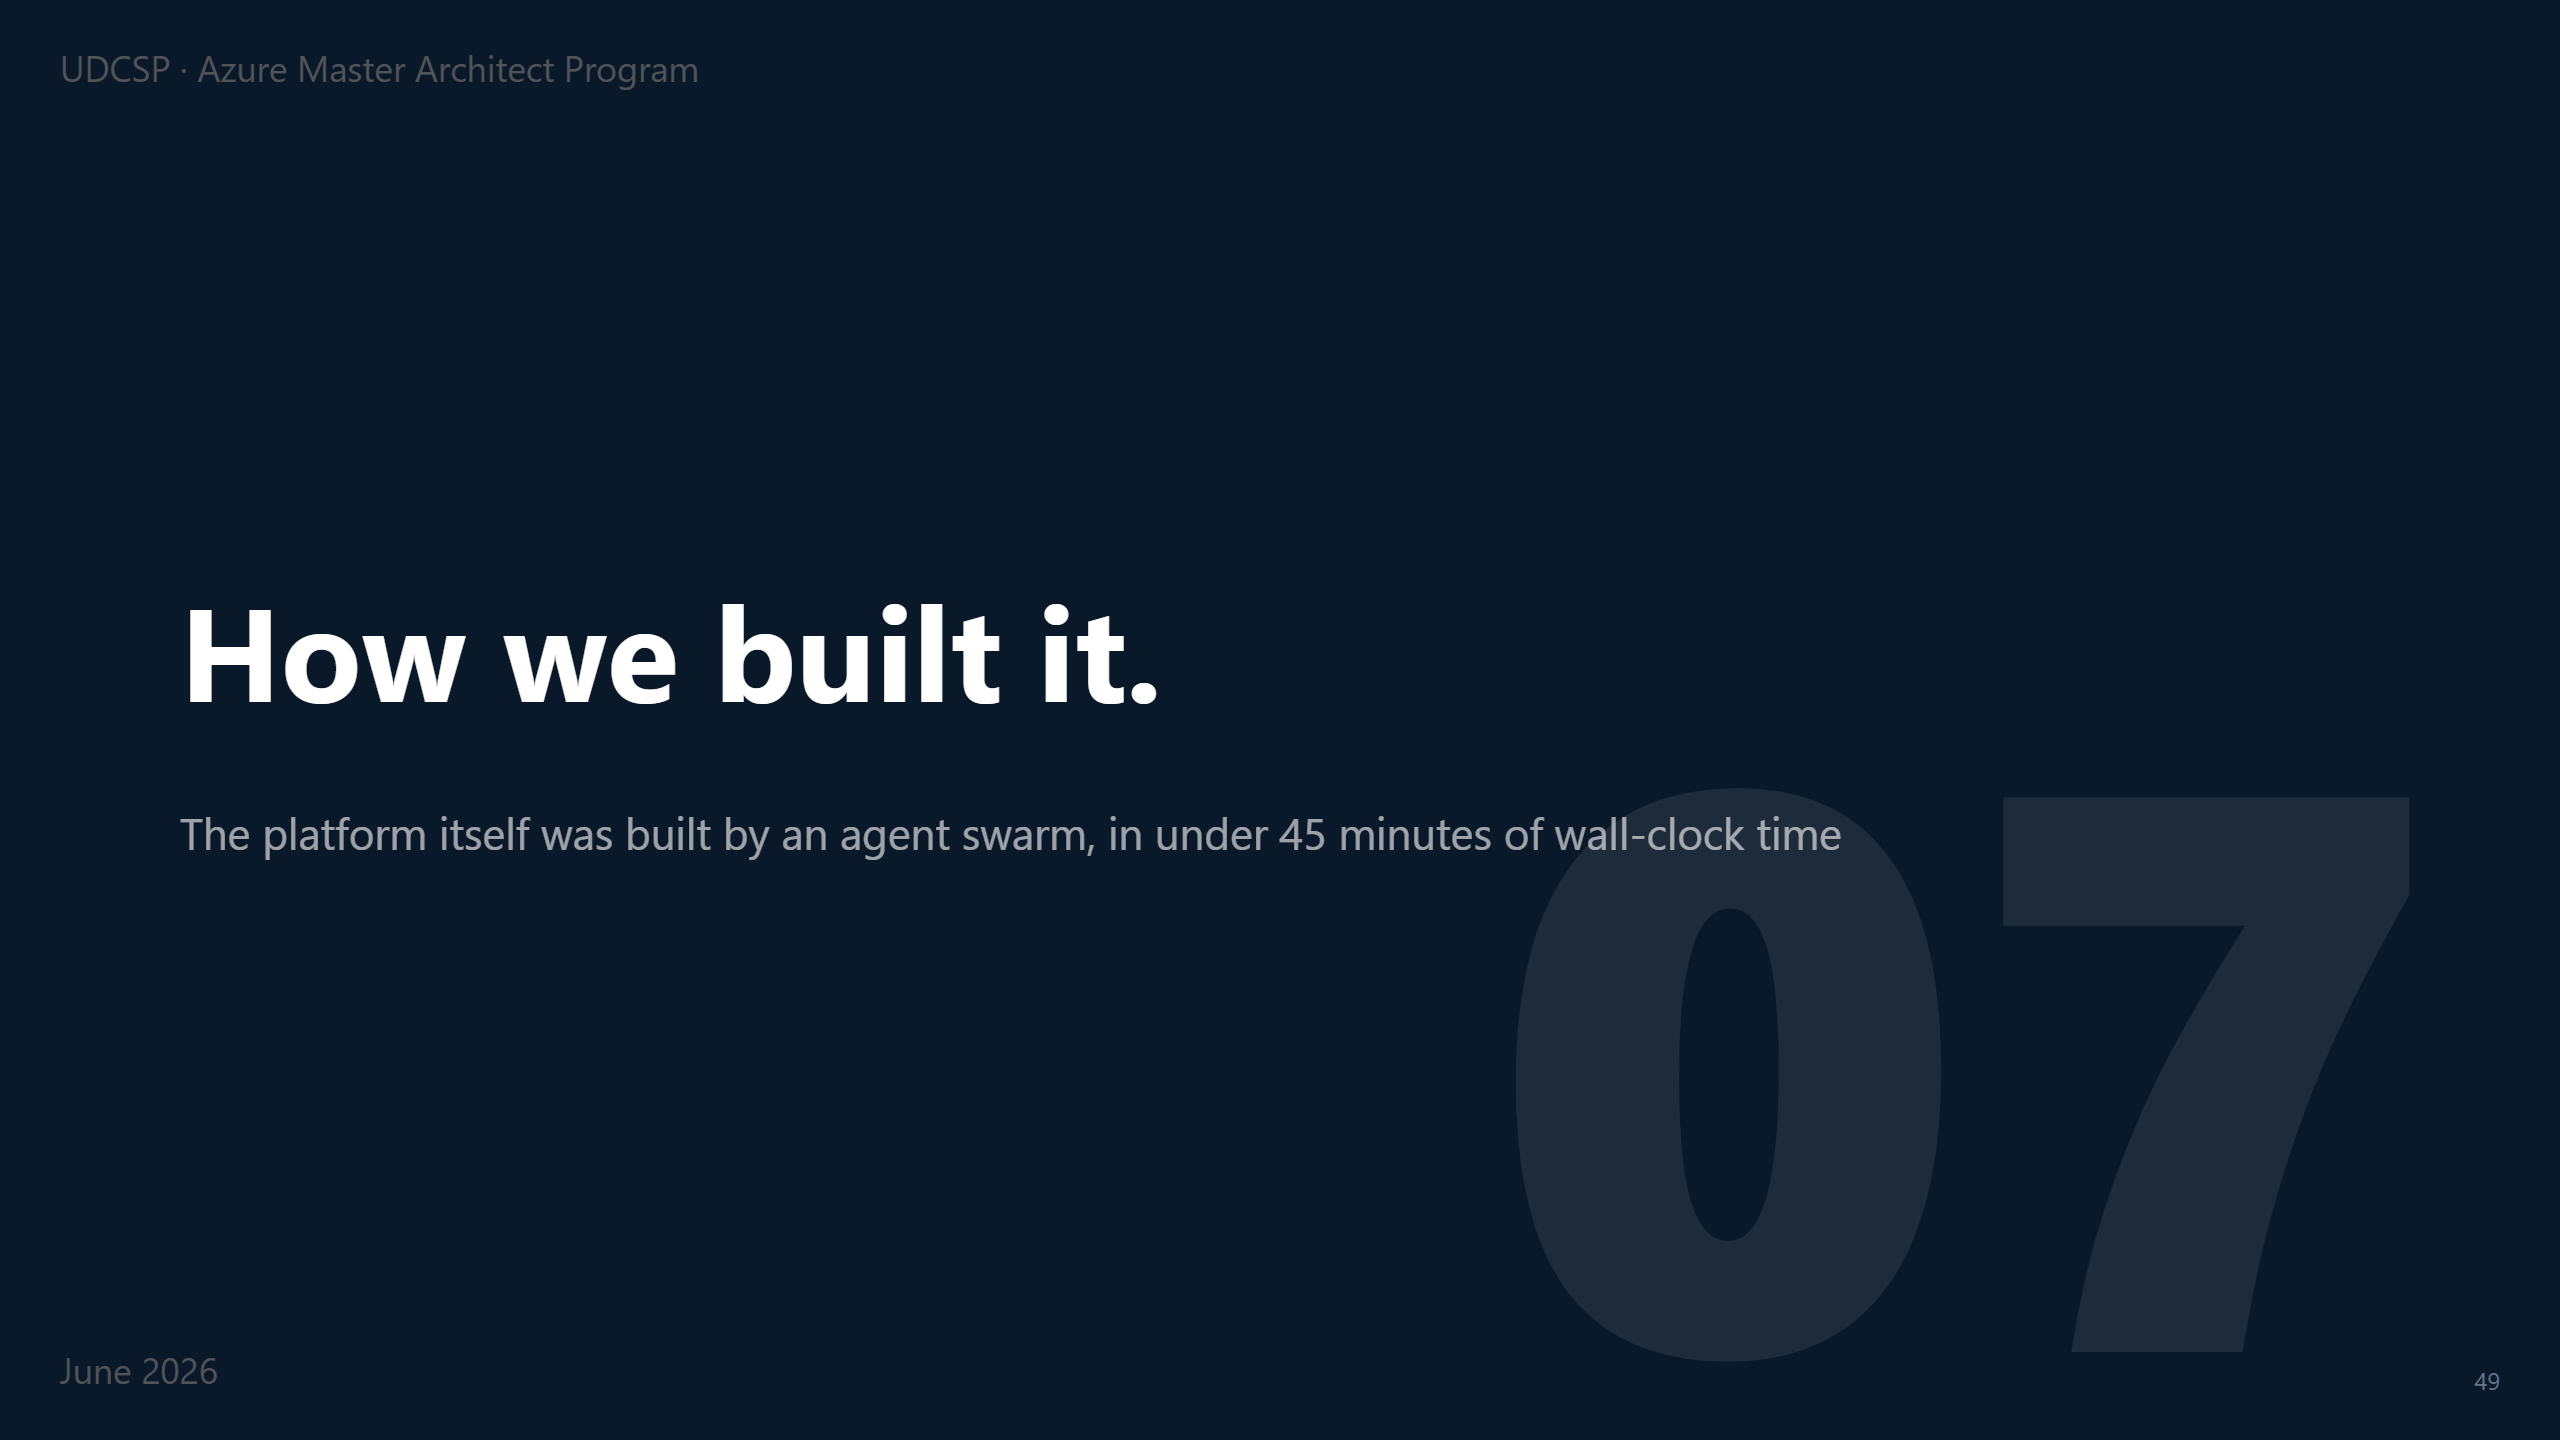 UDCSP · Azure Master Architect Program
How we built it.
The platform itself was built by an agent swarm, in under 45 minutes of wall-clock time
07
June 2026
49